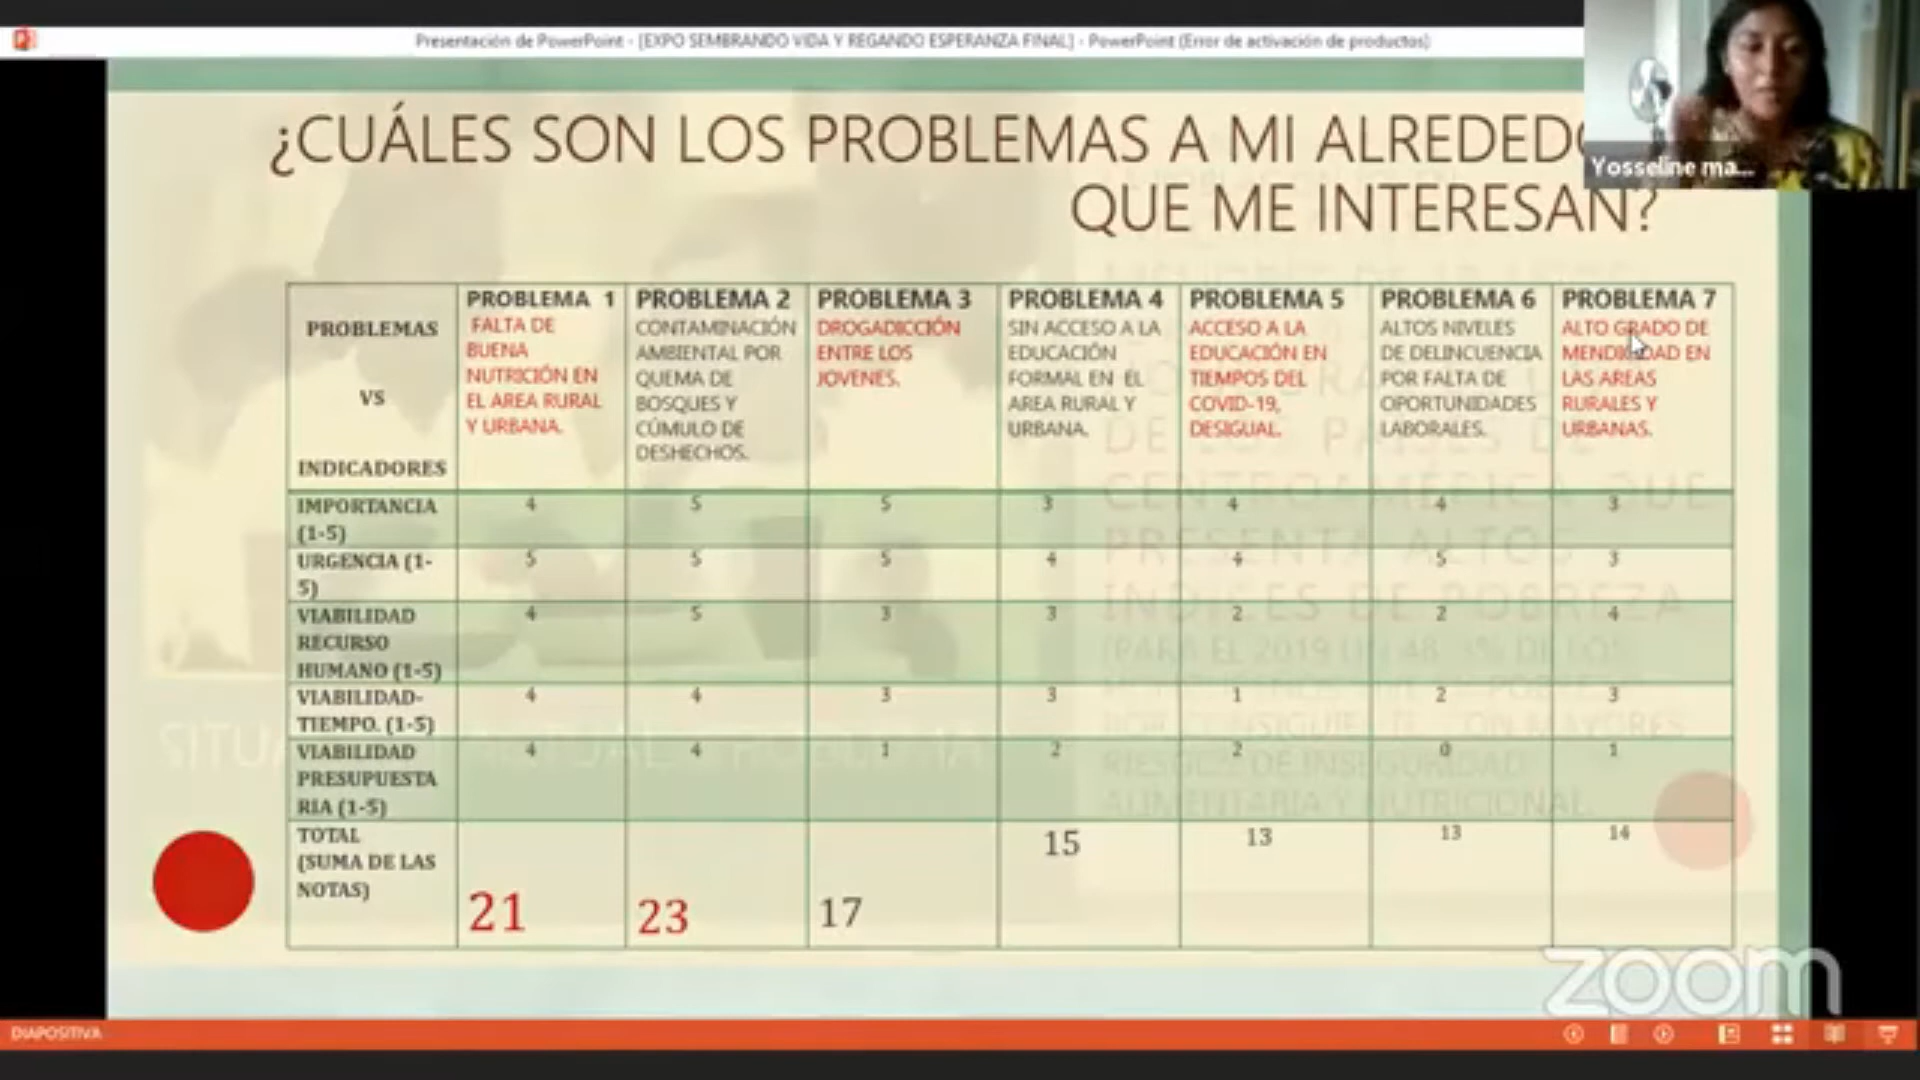 Presentación de PowerPoint - [EXPO SEMBRANDO VIDA Y REGANDO ESPERANZA FINAL] - PowerPoint (Error de activación de productos)
Yosseline ma...
¿CUÁLES SON LOS PROBLEMAS A MI
QUE ME INTERESAN?
PROBLEMAS
VS
INDICADORES
PROBLEMA 1
FALTA DE
BUENA
NUTRICIÓN EN
EL AREA RURAL
Y URBANA.
PROBLEMA 2
CONTAMINACIÓN
AMBIENTAL POR
QUEMA DE
BOSQUES Y
CÚMULO DE
DESHECHOS.
PROBLEMA 3
DROGADICCIÓN
ENTRE LOS
JOVENES.
PROBLEMA 4
SIN ACCESO A LA
EDUCACIÓN
FORMAL EN EL
AREA RURAL Y
URBANA.
PROBLEMA 5
ACCESO A LA
EDUCACIÓN EN
TIEMPOS DEL
COVID-19,
DESIGUAL.
PROBLEMA 6
ALTOS NIVELES
DE DELINCUENCIA
POR FALTA DE
OPORTUNIDADES
LABORALES.
PROBLEMA 7
ALTO GRADO DE
MENDICIDAD EN
LAS AREAS
RURALES Y
URBANAS.
IMPORTANCIA
(1-5)
4 5 5 3 4 4 3
URGENCIA (1-
5)
5 5 5 4 4 5 3
VIABILIDAD
RECURSO
HUMANO (1-5)
4 5 3 3 2 2 4
VIABILIDAD-
TIEMPO. (1-5)
4 4 3 3 1 2 3
VIABILIDAD
PRESUPUESTA
RIA (1-5)
4 4 1 2 2 0 1
TOTAL
(SUMA DE LAS
NOTAS)
21 23 17 15 13 13 14
CENTROAMÉRICA QUE
PRESENTA ALTOS
INDICES DE POBREZA
RIESGOS DE INSEGURIDAD
ALIMENTARIA Y NUTRICIONAL.
zoom
DIAPOSITIVA